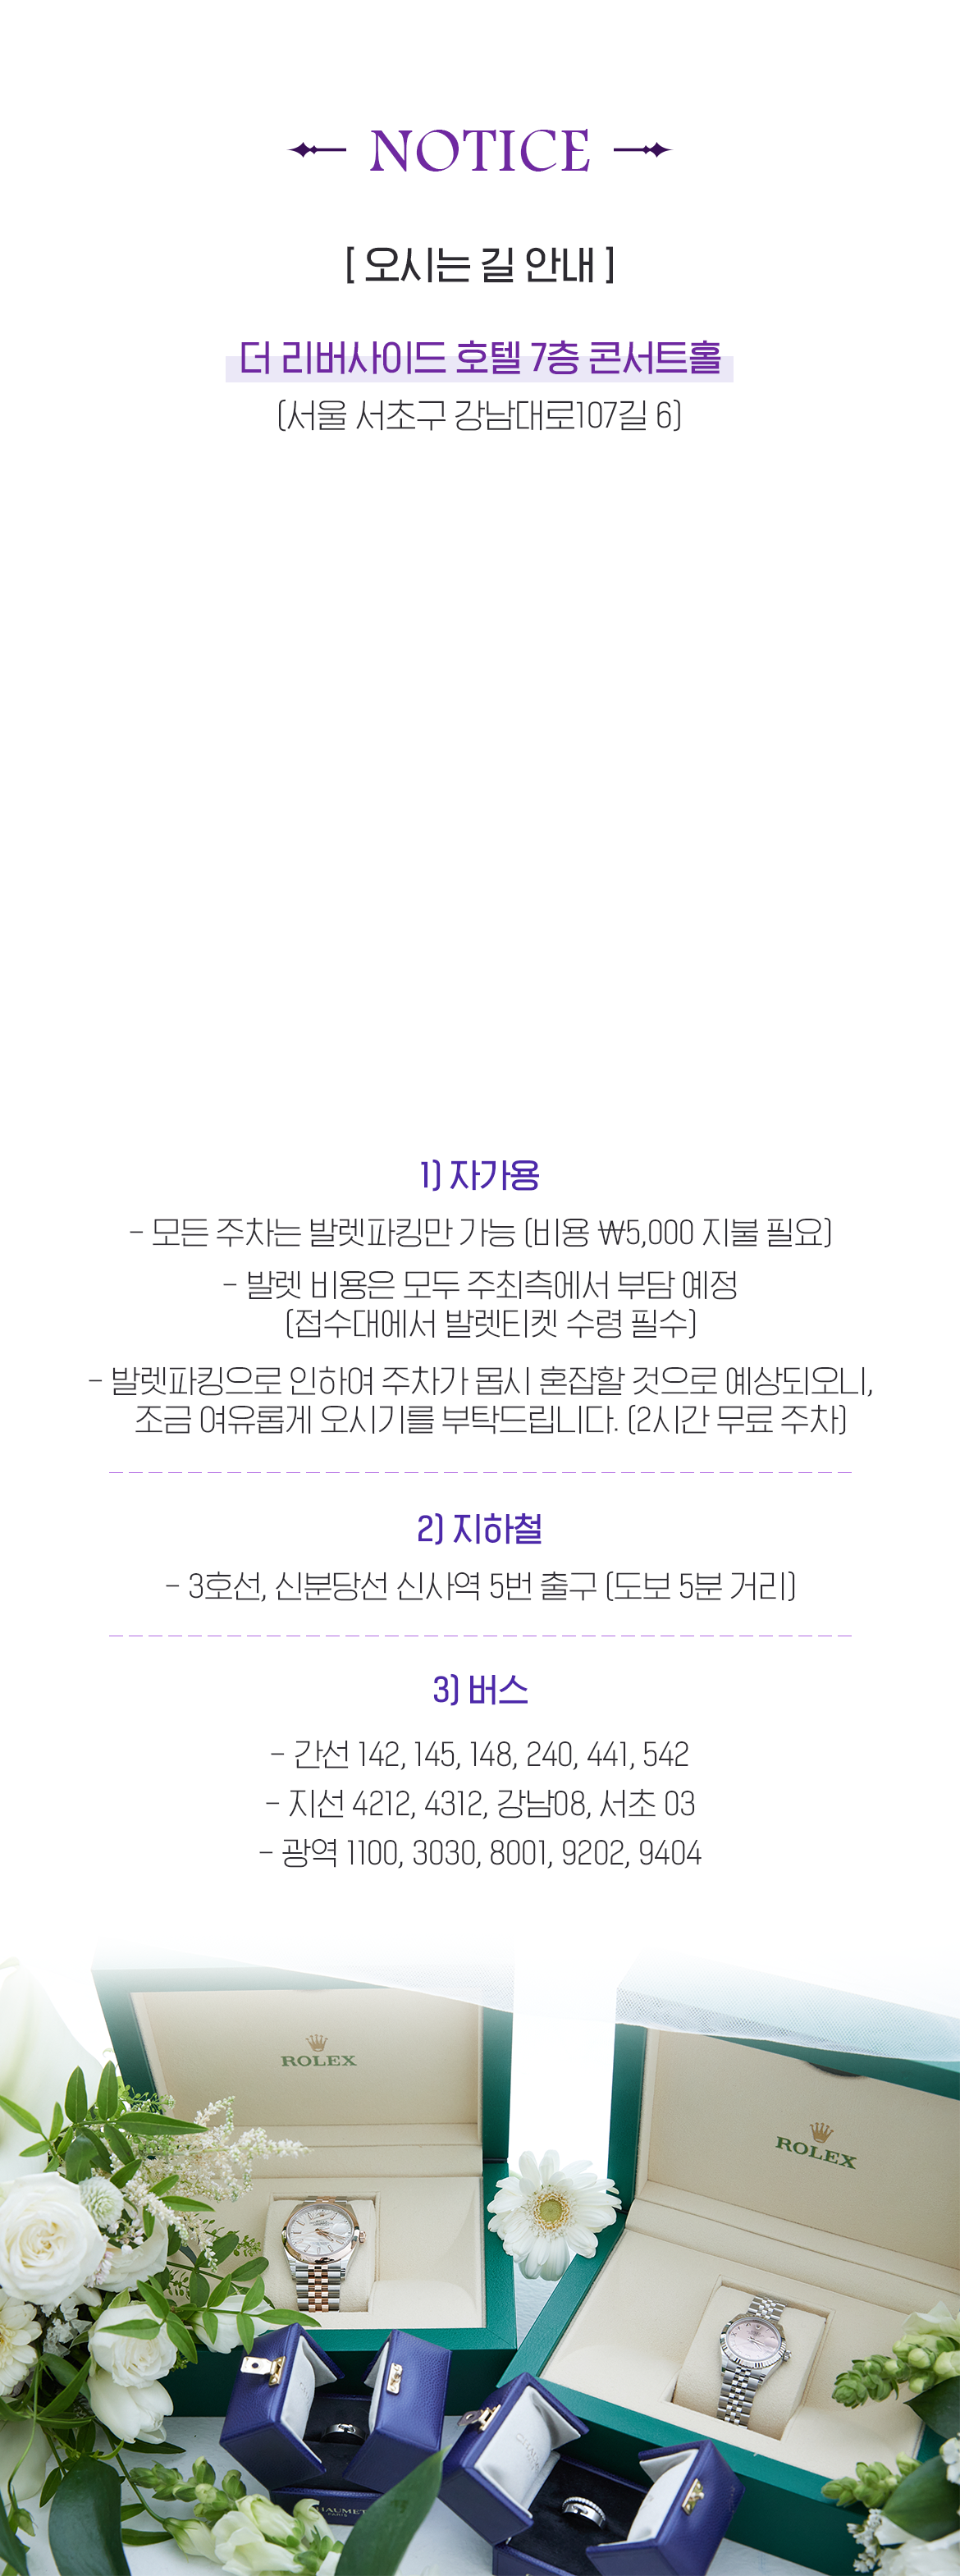 NOTICE
[ 오시는 길 안내 ]
더 리버사이드 호텔 7층 콘서트홀
(서울 서초구 강남대로107길 6)
1) 자가용
- 모든 주차는 발렛파킹만 가능 (비용 ₩5,000 지불 필요)
- 발렛 비용은 모두 주최측에서 부담 예정
(접수대에서 발렛티켓 수령 필수)
- 발렛파킹으로 인하여 주차가 몹시 혼잡할 것으로 예상되오니,
조금 여유롭게 오시기를 부탁드립니다. (2시간 무료 주차)
2) 지하철
- 3호선, 신분당선 신사역 5번 출구 (도보 5분 거리)
3) 버스
- 간선 142, 145, 148, 240, 441, 542
- 지선 4212, 4312, 강남08, 서초 03
- 광역 1100, 3030, 8001, 9202, 9404
ROLEX
ROLEX